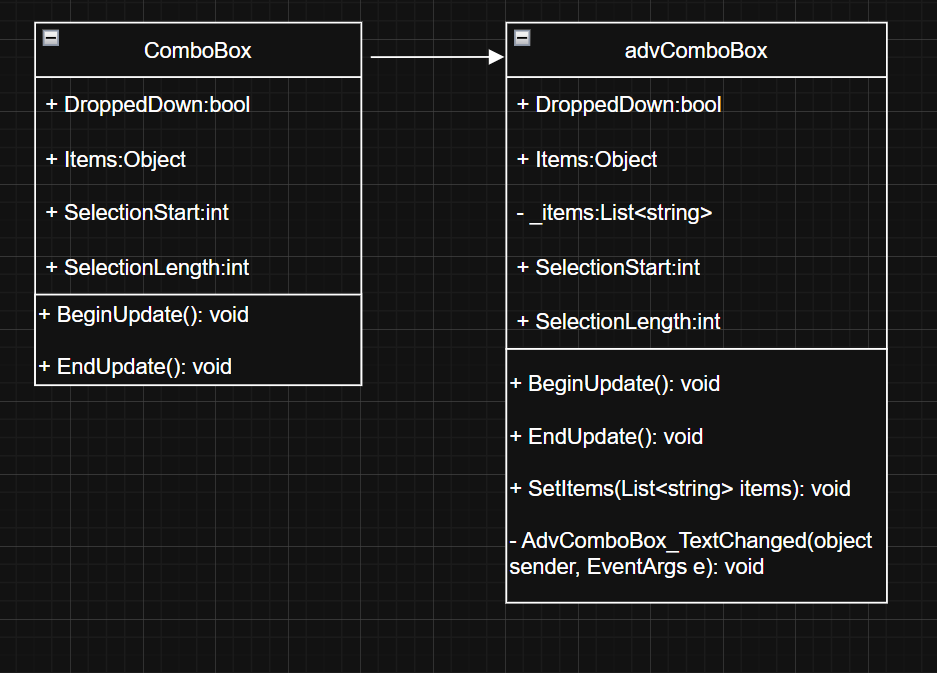 ComboBox
+ DroppedDown:bool
+ Items:Object
+ SelectionStart:int
+ SelectionLength:int
+ BeginUpdate(): void
+ EndUpdate(): void
advComboBox
+ DroppedDown:bool
+ Items:Object
- _items:List<string>
+ SelectionStart:int
+ SelectionLength:int
+ BeginUpdate(): void
+ EndUpdate(): void
+ SetItems(List<string> items): void
- AdvComboBox_TextChanged(object
sender, EventArgs e): void